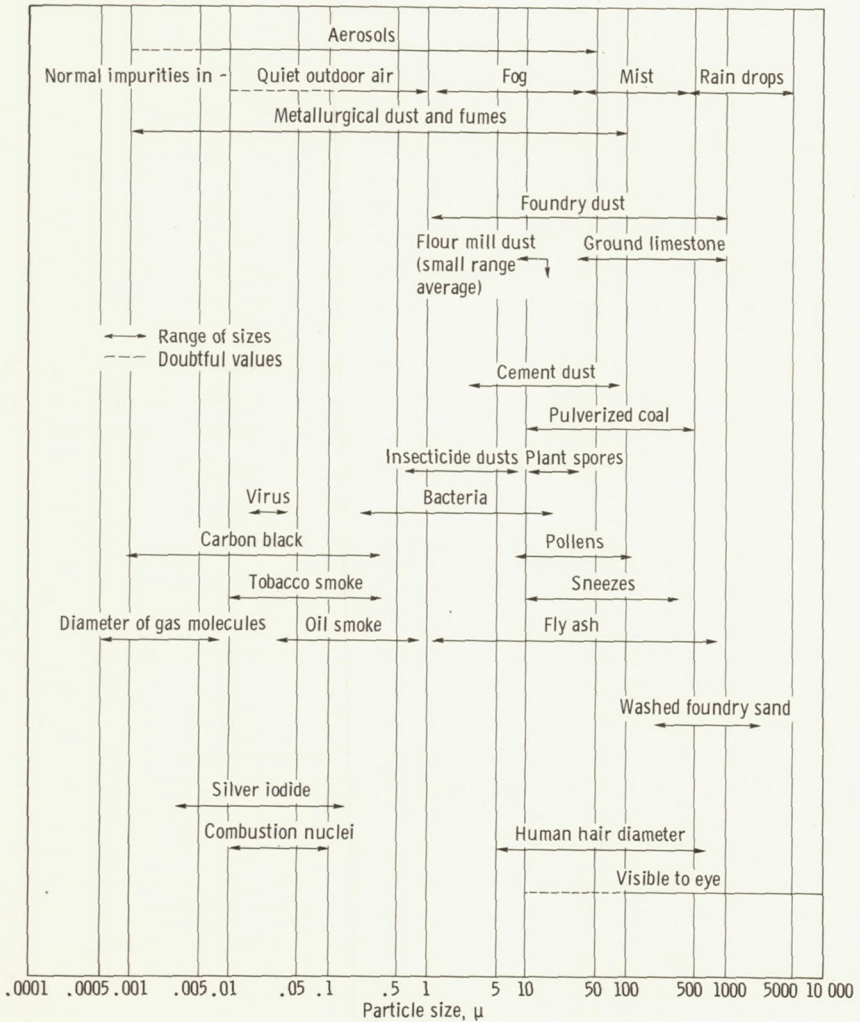 Aerosols
Normal impurities in - Quiet outdoor air Fog Mist Rain drops
Metallurgical dust and fumes
Foundry dust
Flour mill dust Ground limestone
(small range
average)
Range of sizes
Doubtful values
Cement dust
Pulverized coal
Insecticide dusts Plant spores
Virus Bacteria
Carbon black Pollens
Tobacco smoke Sneezes
Diameter of gas molecules Oil smoke Fly ash
Washed foundry sand
Silver iodide
Combustion nuclei Human hair diameter
Visible to eye
.0001 .0005 .001 .005 .01 .05 .1 .5 1 5 10 50 100 500 1000 5000 10 000
Particle size, μ